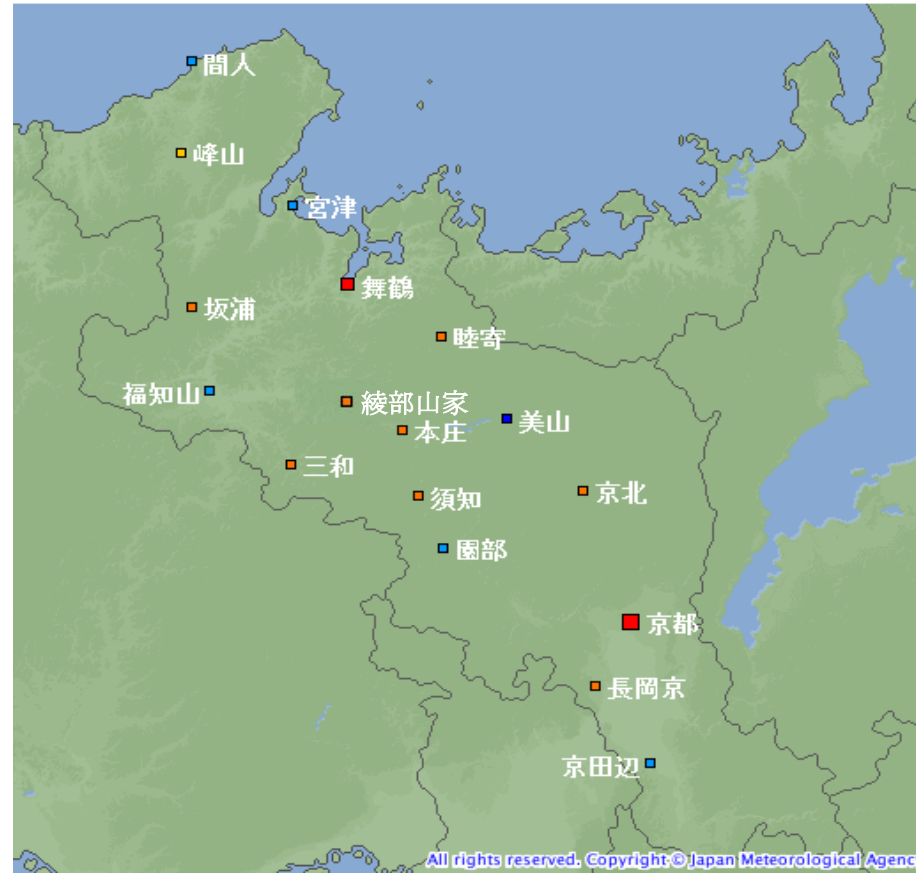 間人
峰山
宮津
舞鶴
坂浦
睦寄
福知山
綾部山家
美山
本庄
三和
京北
須知
園部
京都
長岡京
京田辺
All rights reserved. Copyright © Japan Meteorological Agenc